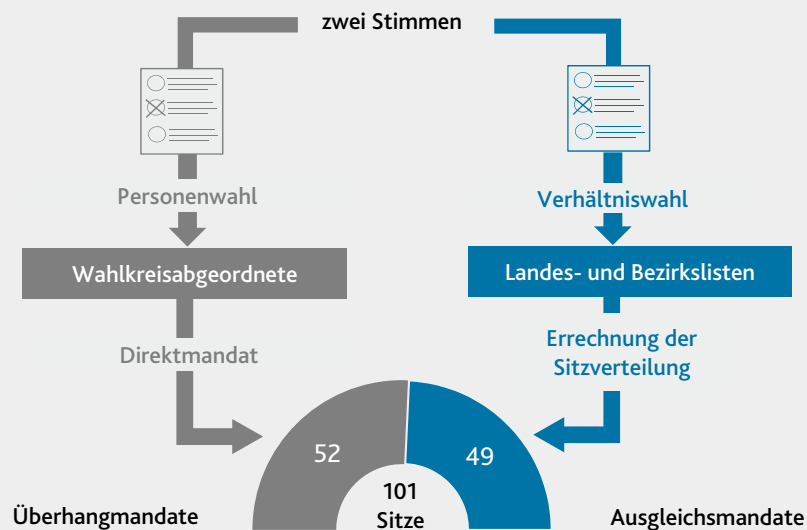 zwei Stimmen
Personenwahl
Verhältniswahl
Wahlkreisabgeordnete
Landes- und Bezirkslisten
Direktmandat
Errechnung der
Sitzverteilung
52
49
101
Sitze
Überhangmandate
Ausgleichsmandate